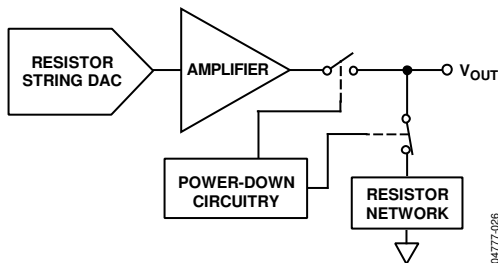 RESISTOR
STRING DAC
AMPLIFIER
VOUT
POWER-DOWN
CIRCUITRY
RESISTOR
NETWORK
04777-026